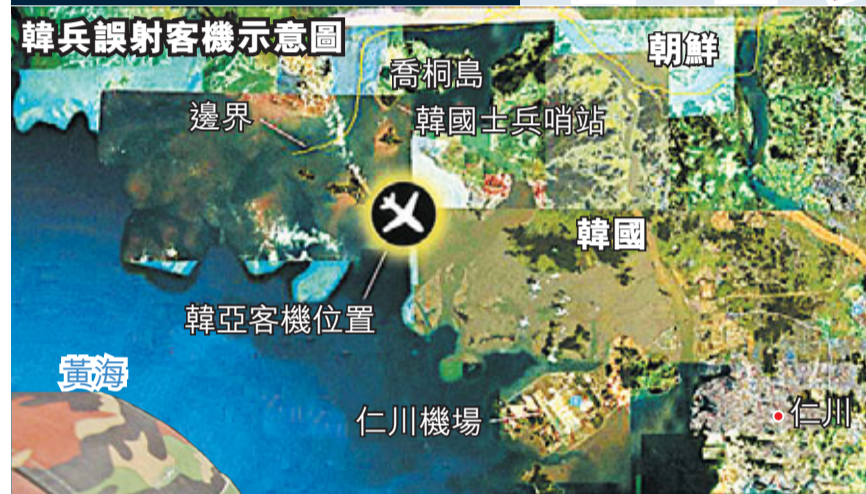 韓兵誤射客機示意圖
朝鮮
喬桐島
邊界
韓國士兵哨站
韓國
韓亞客機位置
黃海
仁川機場
仁川